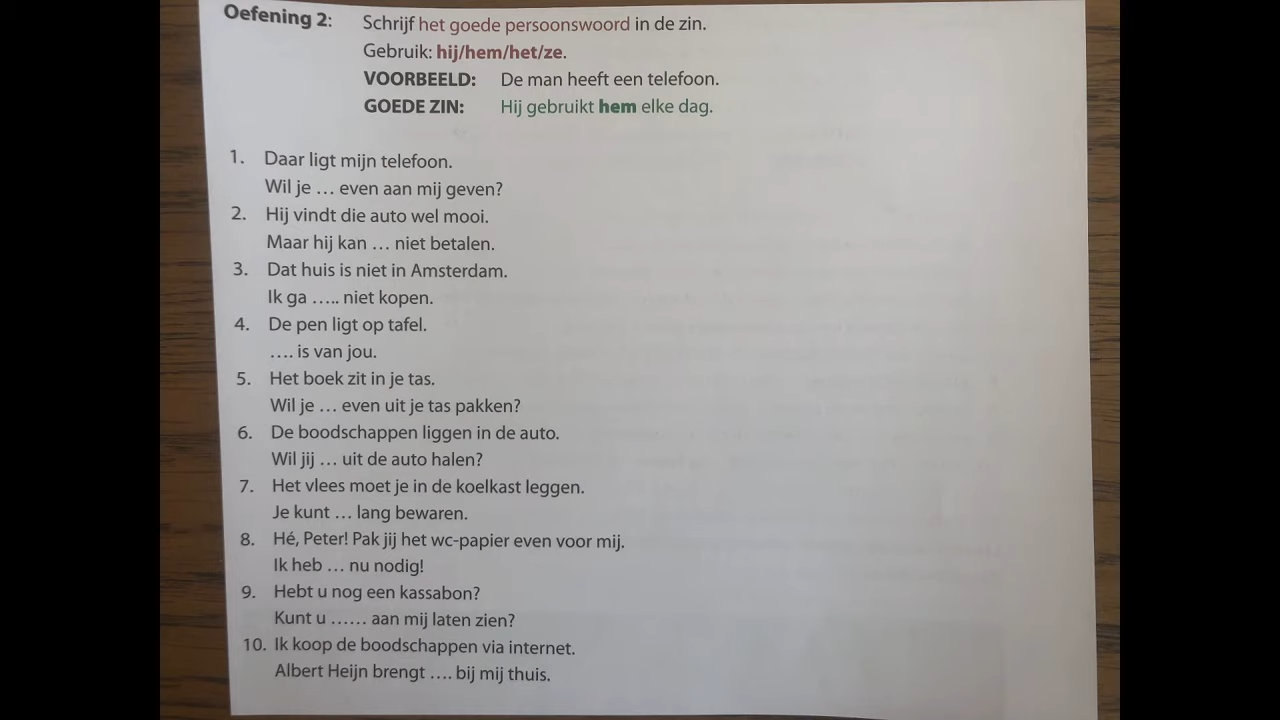 Oefening 2: Schrijf het goede persoonswoord in de zin.
Gebruik: hij/hem/het/ze.
VOORBEELD: De man heeft een telefoon.
GOEDE ZIN: Hij gebruikt hem elke dag.
1. Daar ligt mijn telefoon.
Wil je … even aan mij geven?
2. Hij vindt die auto wel mooi.
Maar hij kan … niet betalen.
3. Dat huis is niet in Amsterdam.
Ik ga ….. niet kopen.
4. De pen ligt op tafel.
…. is van jou.
5. Het boek zit in je tas.
Wil je … even uit je tas pakken?
6. De boodschappen liggen in de auto.
Wil jij … uit de auto halen?
7. Het vlees moet je in de koelkast leggen.
Je kunt … lang bewaren.
8. Hé, Peter! Pak jij het wc-papier even voor mij.
Ik heb … nu nodig!
9. Hebt u nog een kassabon?
Kunt u …… aan mij laten zien?
10. Ik koop de boodschappen via internet.
Albert Heijn brengt …. bij mij thuis.